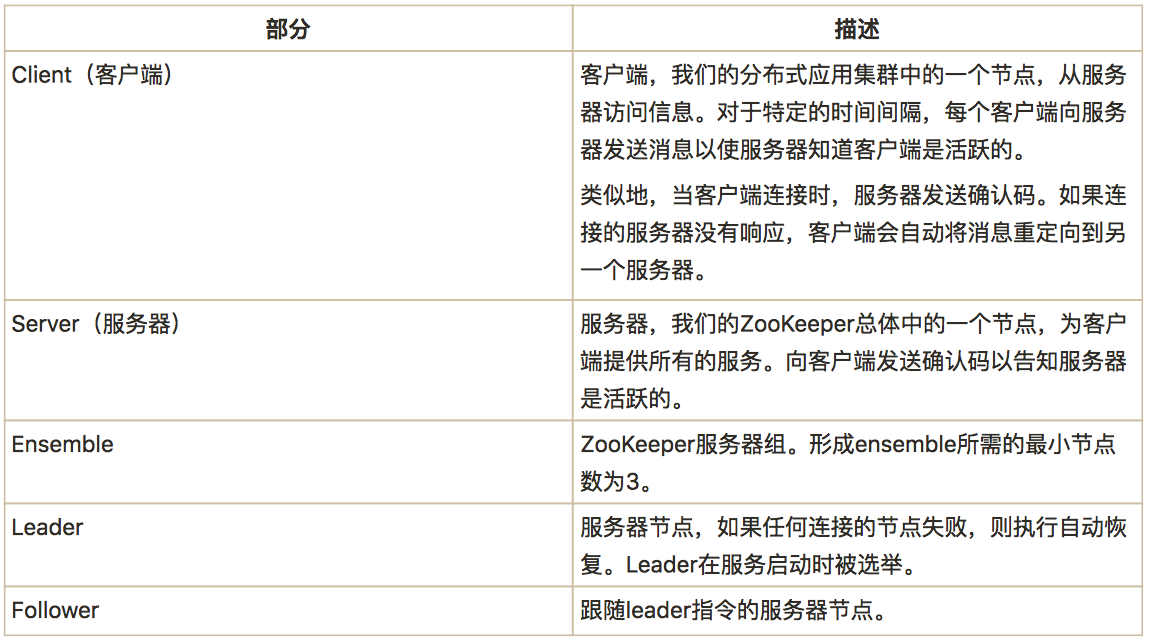 部分
描述
Client（客户端）
客户端，我们的分布式应用集群中的一个节点，从服务
器访问信息。对于特定的时间间隔，每个客户端向服务
器发送消息以使服务器知道客户端是活跃的。
类似地，当客户端连接时，服务器发送确认码。如果连
接的服务器没有响应，客户端会自动将消息重定向到另
一个服务器。
Server（服务器）
服务器，我们的ZooKeeper总体中的一个节点，为客户
端提供所有的服务。向客户端发送确认码以告知服务器
是活跃的。
Ensemble
ZooKeeper服务器组。形成ensemble所需的最小节点
数为3。
Leader
服务器节点，如果任何连接的节点失败，则执行自动恢
复。Leader在服务启动时被选举。
Follower
跟随leader指令的服务器节点。